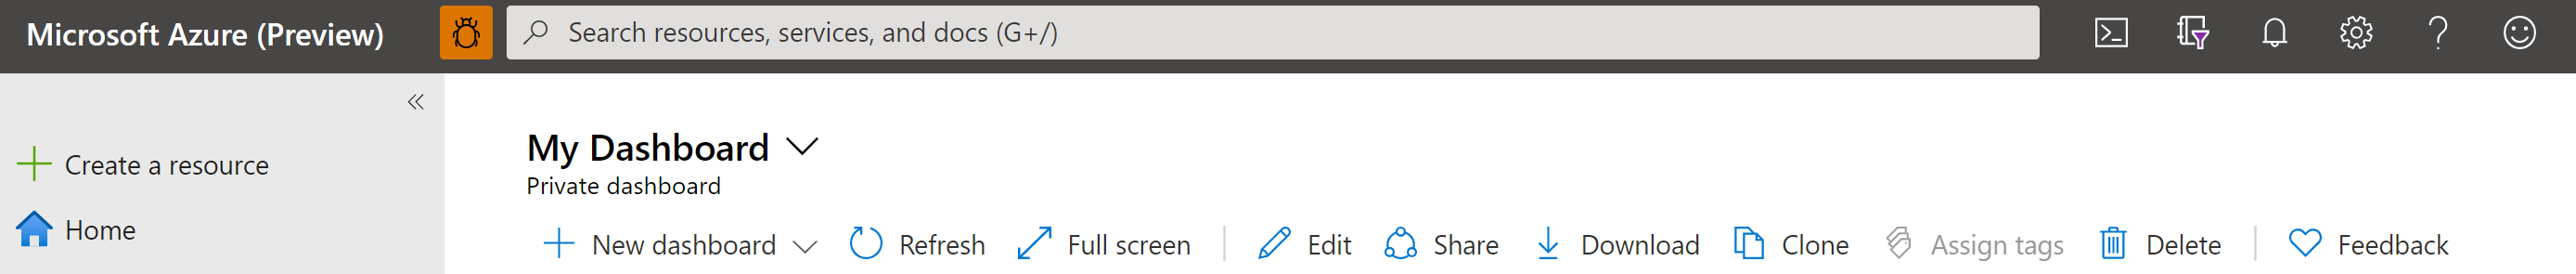 Microsoft Azure (Preview)
Search resources, services, and docs (G+/)
Create a resource
Home
My Dashboard
Private dashboard
New dashboard Refresh Full screen Edit Share Download Clone Assign tags Delete Feedback